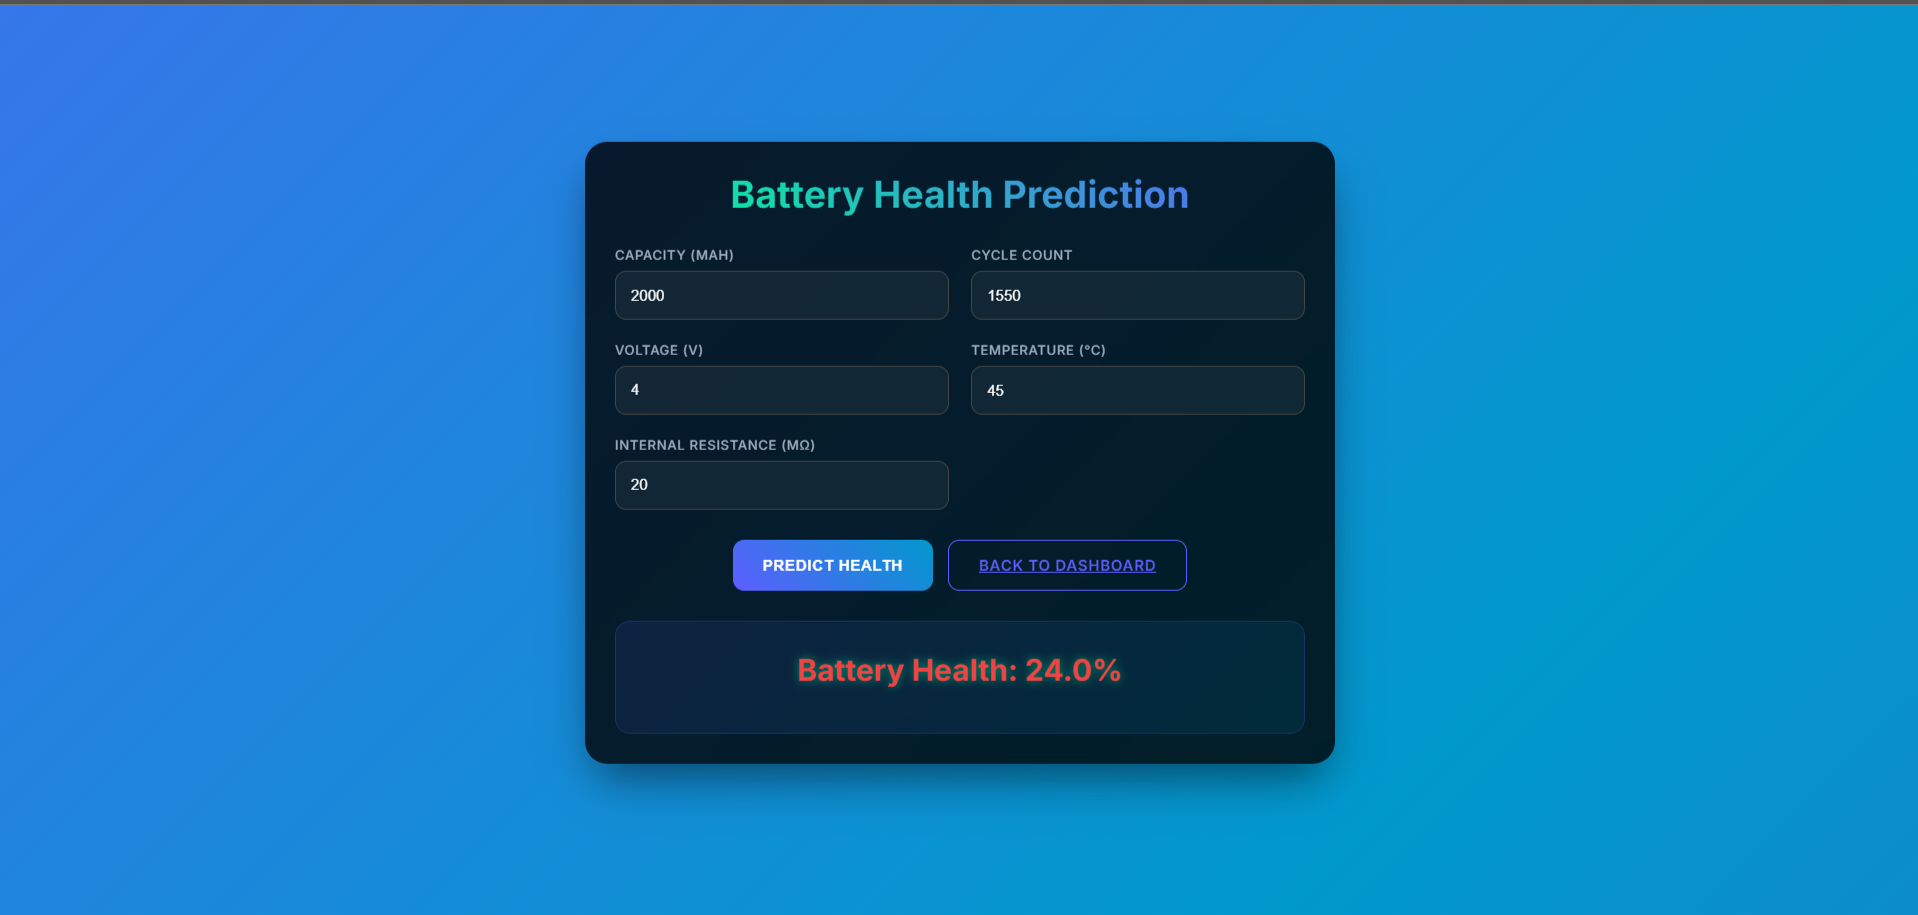 Battery Health Prediction
CAPACITY (MAH)
2000
CYCLE COUNT
1550
VOLTAGE (V)
4
TEMPERATURE (°C)
45
INTERNAL RESISTANCE (MΩ)
20
PREDICT HEALTH
BACK TO DASHBOARD
Battery Health: 24.0%